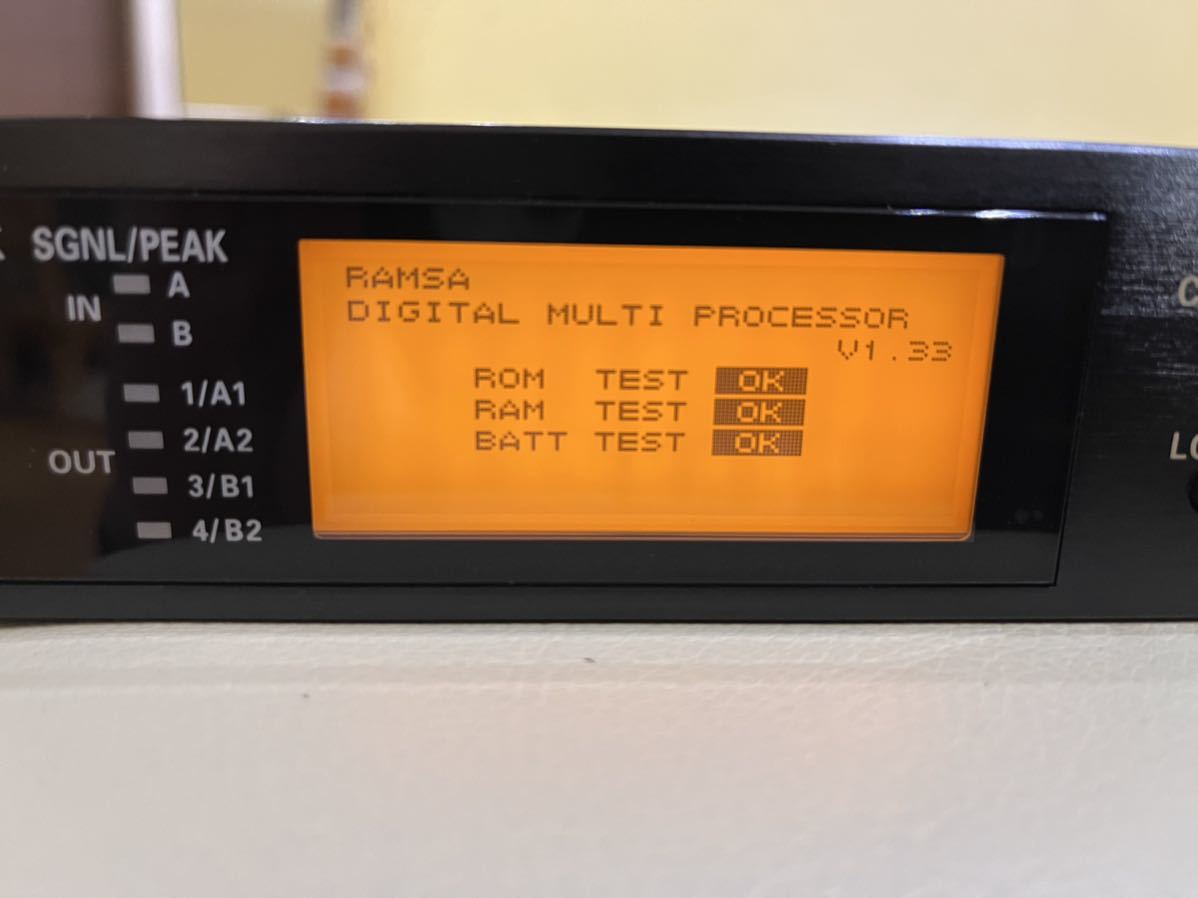 SGNL/PEAK
IN
A
B
OUT
1/A1
2/A2
3/B1
4/B2
RAMSA
DIGITAL MULTI PROCESSOR
V1.33
ROM TEST OK
RAM TEST OK
BATT TEST OK